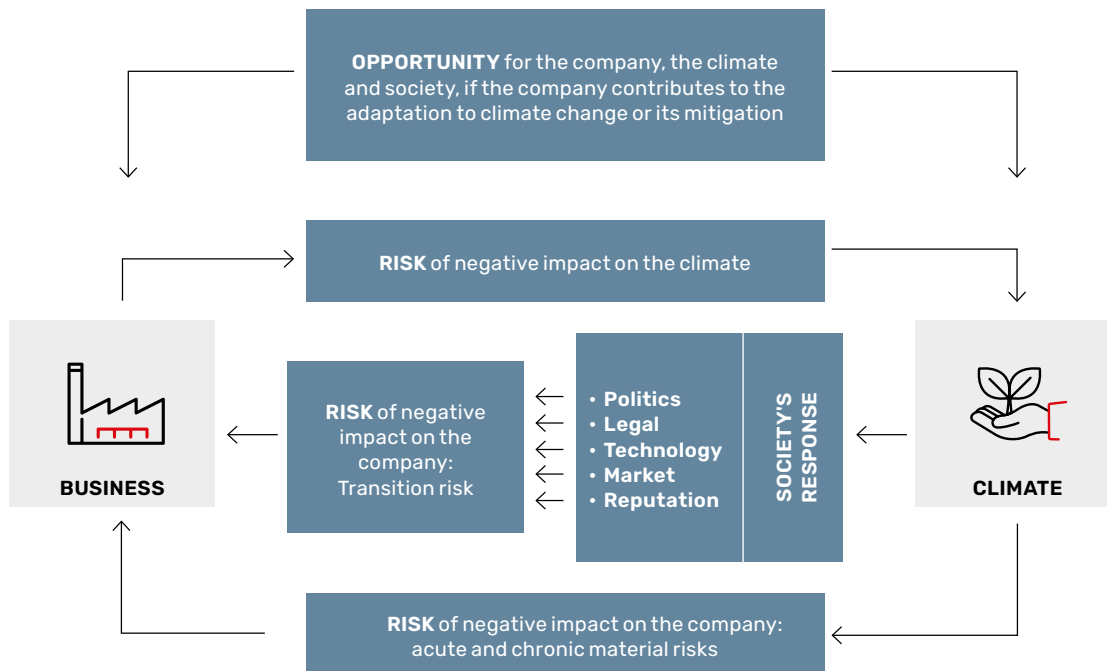 OPPORTUNITY for the company, the climate
and society, if the company contributes to the
adaptation to climate change or its mitigation
RISK of negative impact on the climate
BUSINESS
RISK of negative
impact on the
company:
Transition risk
• Politics
• Legal
• Technology
• Market
• Reputation
SOCIETY'S
RESPONSE
CLIMATE
RISK of negative impact on the company:
acute and chronic material risks